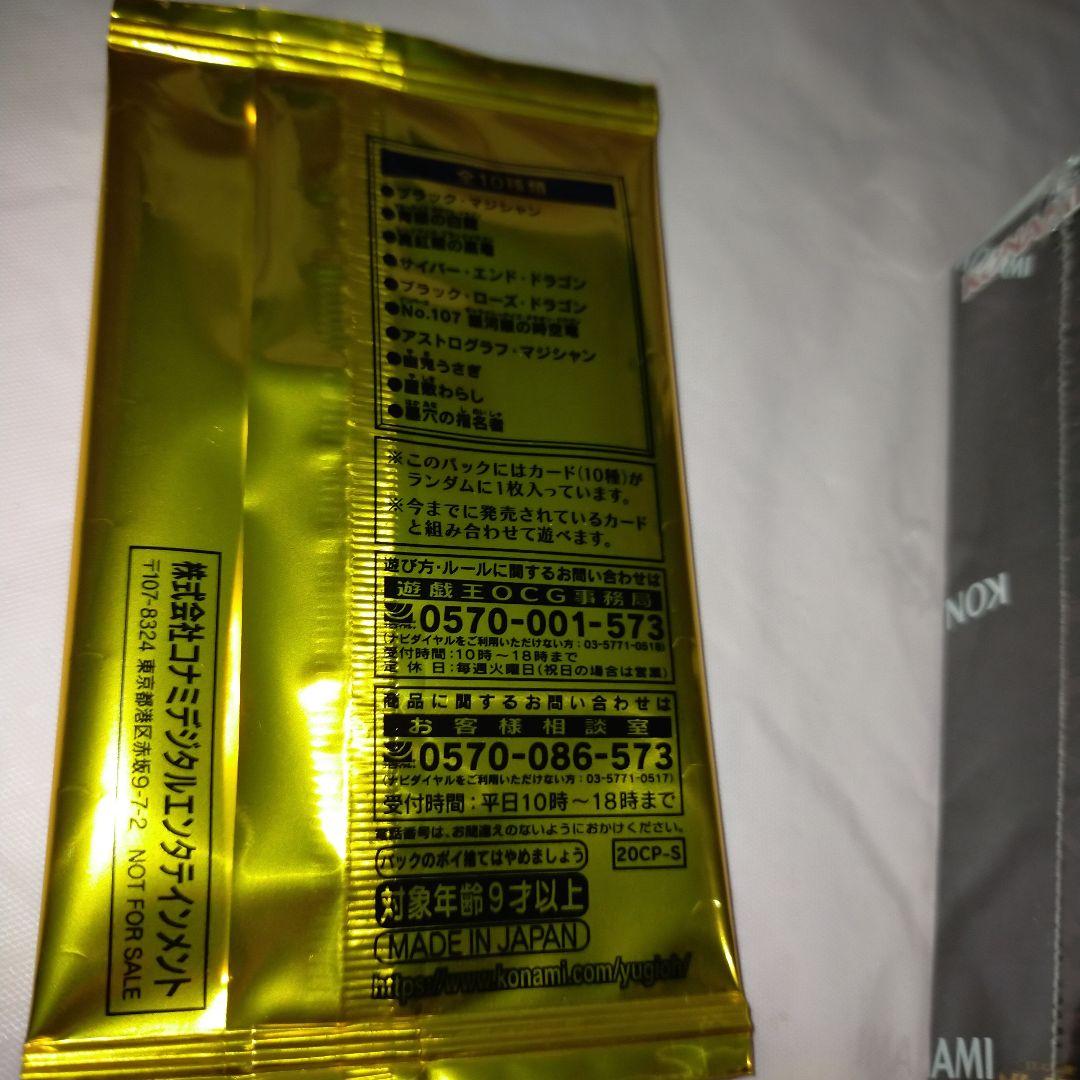 全10種類
●ブラック・マジシャン
●青眼の白龍
●真紅眼の黒竜
●サイバー・エンド・ドラゴン
●ブラック・ローズ・ドラゴン
●No.107 銀河眼の時空竜
●アストログラフ・マジシャン
●幽鬼うさぎ
●屋敷わらし
●墓穴の指名者
※このパックにはカード(10種)が
ランダムに1枚入っています。
※今までに発売されているカード
と組み合わせて遊べます。
遊び方・ルールに関するお問い合わせは
遊戯王OCG事務局
0570-001-573
(ナビダイヤルをご利用いただけない方:03-5771-0518)
受付時間:10時〜18時まで
定休日:毎週火曜日(祝日の場合は営業)
商品に関するお問い合わせは
お客様相談室
0570-086-573
(ナビダイヤルをご利用いただけない方:03-5771-0517)
受付時間:平日10時〜18時まで
電話番号は、お間違えのないようにおかけください。
パックのポイ捨てはやめましょう
20CP-S
対象年齢9才以上
MADE IN JAPAN
https://www.konami.com/yugioh/
株式会社コナミデジタルエンタテインメント
〒107-8324 東京都港区赤坂9-7-2 NOT FOR SALE
KONAMI
AMI
KON
AMI